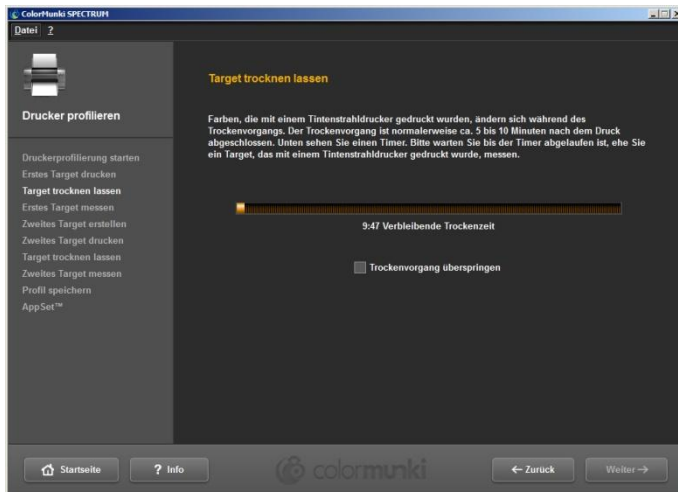 ColorMunki SPECTRUM
Datei ?
Drucker profilieren
Druckerprofilierung starten
Erstes Target drucken
Target trocknen lassen
Erstes Target messen
Zweites Target erstellen
Zweites Target drucken
Target trocknen lassen
Zweites Target messen
Profil speichern
AppSet™
Target trocknen lassen
Farben, die mit einem Tintenstrahldrucker gedruckt wurden, ändern sich während des
Trockenvorgangs. Der Trockenvorgang ist normalerweise ca. 5 bis 10 Minuten nach dem Druck
abgeschlossen. Unten sehen Sie einen Timer. Bitte warten Sie bis der Timer abgelaufen ist, ehe Sie
ein Target, das mit einem Tintenstrahldrucker gedruckt wurde, messen.
9:47 Verbleibende Trockenzeit
Trockenvorgang überspringen
Startseite
? Info
colormunki
← Zurück
Weiter →